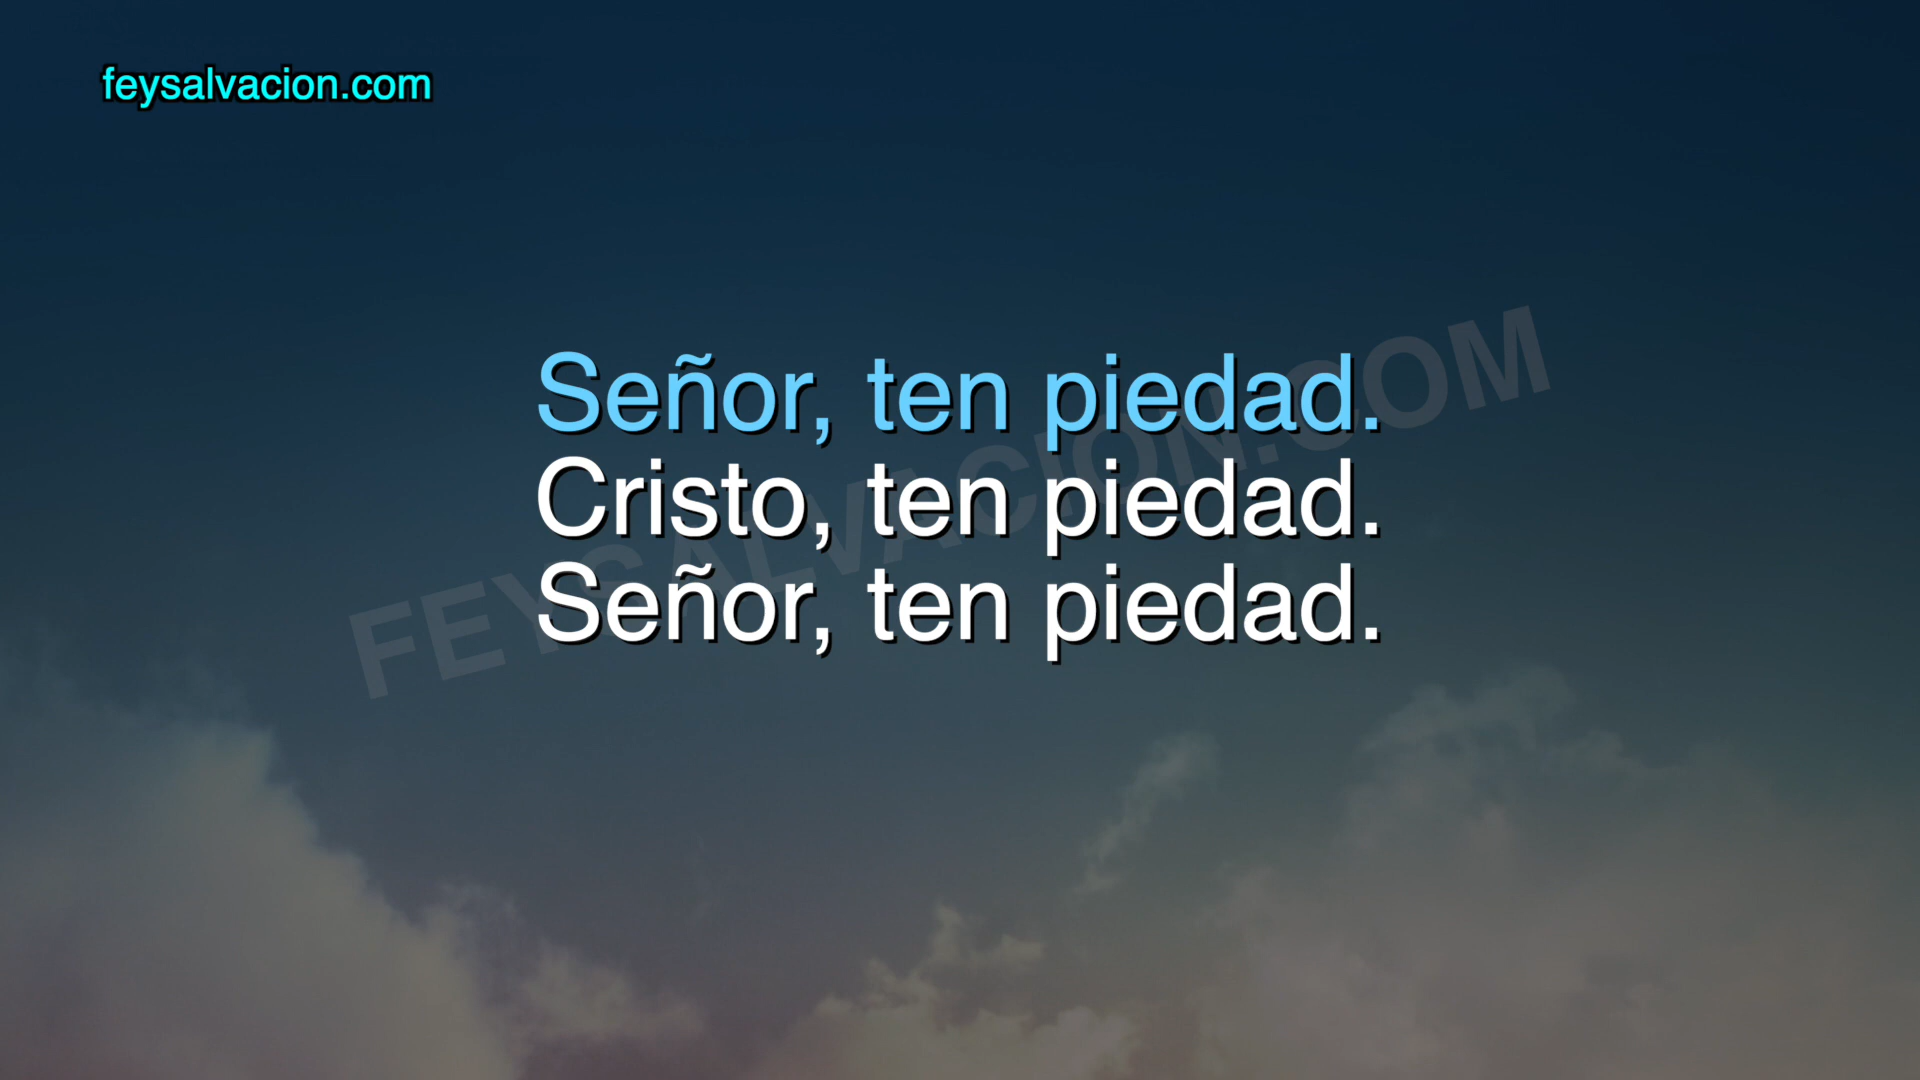 feysalvacion.com
Señor, ten piedad.
Cristo, ten piedad.
Señor, ten piedad.
FEYSALVACION.COM